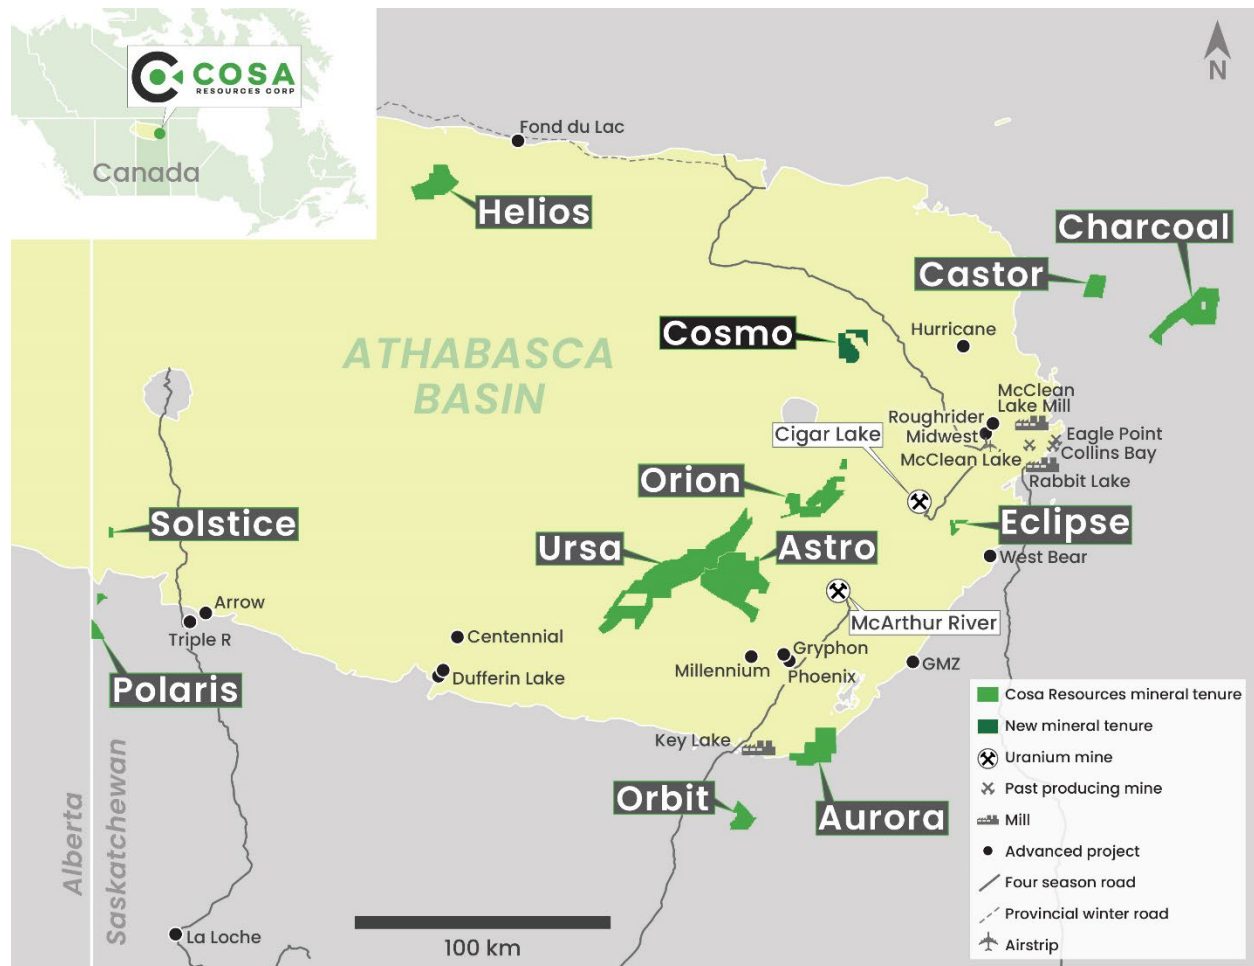 COSA
RESOURCES CORP
Canada
N
Fond du Lac
Helios
Charcoal
Castor
Cosmo
Hurricane
ATHABASCA
BASIN
McClean
Lake Mill
Roughrider
Midwest
Cigar Lake
Eagle Point
Collins Bay
McClean Lake
Rabbit Lake
Orion
Solstice
Eclipse
Ursa
Astro
West Bear
Arrow
Triple R
McArthur River
Centennial
Gryphon
Millennium
Phoenix
GMZ
Dufferin Lake
Polaris
Key Lake
Orbit
Aurora
Alberta
Saskatchewan
La Loche
100 km
Cosa Resources mineral tenure
New mineral tenure
Uranium mine
Past producing mine
Mill
Advanced project
Four season road
Provincial winter road
Airstrip